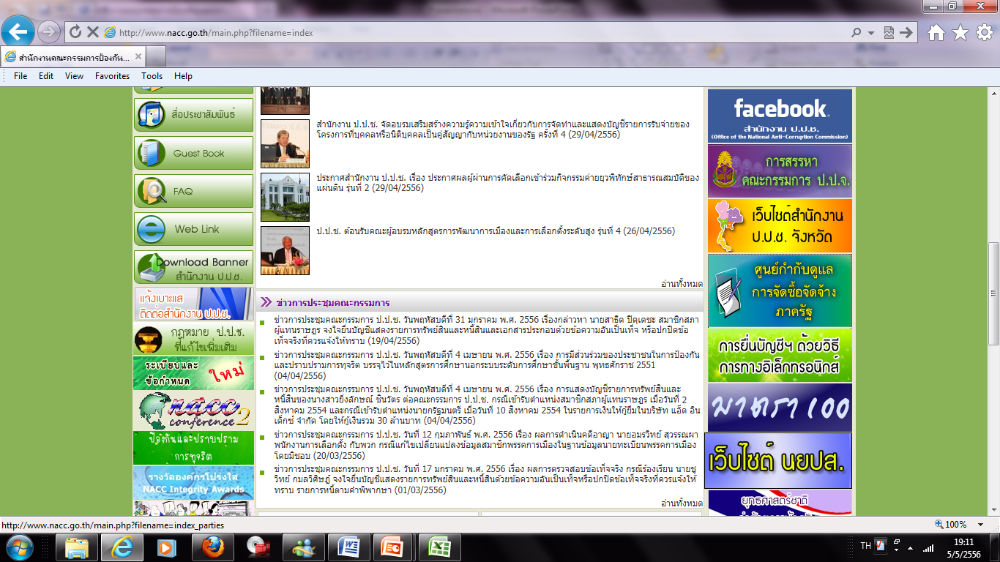 http://www.nacc.go.th/main.php?filename=index
สำนักงานคณะกรรมการป้องกัน...
File Edit View Favorites Tools Help
สื่อประชาสัมพันธ์
Guest Book
FAQ
Web Link
Download Banner
สำนักงาน ป.ป.ช.
แจ้งเบาะแส
ติดต่อสำนักงาน ป.ป.ช.
กฎหมาย ป.ป.ช.
ที่แก้ไขเพิ่มเติม
ระเบียบและ
ข้อกำหนด
ใหม่
nacc
conference 2
ป้องกันและปราบปราม
การทุจริต
รางวัลองค์กรโปร่งใส
NACC Integrity Awards
สำนักงาน ป.ป.ช. จัดอบรมเสริมสร้างความรู้ความเข้าใจเกี่ยวกับการจัดทำและแสดงบัญชีรายการรับจ่ายของ
โครงการที่บุคคลหรือนิติบุคคลเป็นคู่สัญญากับหน่วยงานของรัฐ ครั้งที่ 4 (29/04/2556)
ประกาศสำนักงาน ป.ป.ช. เรื่อง ประกาศผลผู้ผ่านการคัดเลือกเข้าร่วมกิจกรรมค่ายยุวพิทักษ์สาธารณสมบัติของ
แผ่นดิน รุ่นที่ 2 (29/04/2556)
ป.ป.ช. ต้อนรับคณะผู้อบรมหลักสูตรการพัฒนาการเมืองและการเลือกตั้งระดับสูง รุ่นที่ 4 (26/04/2556)
อ่านทั้งหมด
ข่าวการประชุมคณะกรรมการ
ข่าวการประชุมคณะกรรมการ ป.ป.ช. วันพฤหัสบดีที่ 31 มกราคม พ.ศ. 2556 เรื่องกล่าวหา นายสาธิต ปิตุเตชะ สมาชิกสภา
ผู้แทนราษฎร จงใจยื่นบัญชีแสดงรายการทรัพย์สินและหนี้สินและเอกสารประกอบด้วยข้อความอันเป็นเท็จ หรือปกปิดข้อ
เท็จจริงที่ควรแจ้งให้ทราบ (19/04/2556)
ข่าวการประชุมคณะกรรมการ ป.ป.ช. วันพฤหัสบดีที่ 4 เมษายน พ.ศ. 2556 เรื่อง การมีส่วนร่วมของประชาชนในการป้องกัน
และปราบปรามการทุจริต บรรจุไว้ในหลักสูตรการศึกษานอกระบบระดับการศึกษาขั้นพื้นฐาน พุทธศักราช 2551
(04/04/2556)
ข่าวการประชุมคณะกรรมการ ป.ป.ช. วันพฤหัสบดีที่ 4 เมษายน พ.ศ. 2556 เรื่อง การแสดงบัญชีรายการทรัพย์สินและ
หนี้สินของนางสาวยิ่งลักษณ์ ชินวัตร ต่อคณะกรรมการ ป.ป.ช. กรณีเข้ารับตำแหน่งสมาชิกสภาผู้แทนราษฎร เมื่อวันที่ 2
สิงหาคม 2554 และกรณีเข้ารับตำแหน่งนายกรัฐมนตรี เมื่อวันที่ 10 สิงหาคม 2554 ในรายการเงินให้กู้ยืมในบริษัท แอ็ด อิน
เด็กซ์ จำกัด โดยให้กู้เงินรวม 30 ล้านบาท (04/04/2556)
ข่าวการประชุมคณะกรรมการ ป.ป.ช. วันที่ 12 กุมภาพันธ์ พ.ศ. 2556 เรื่อง ผลการดำเนินคดีอาญา นายอมรวิทย์ สุวรรณผา
พนักงานการเลือกตั้ง กับพวก กรณีแก้ไขเปลี่ยนแปลงข้อมูลสมาชิกพรรคการเมืองในฐานข้อมูลนายทะเบียนพรรคการเมือง
โดยมิชอบ (20/03/2556)
ข่าวการประชุมคณะกรรมการ ป.ป.ช. วันที่ 17 มกราคม พ.ศ. 2556 เรื่อง ผลการตรวจสอบข้อเท็จจริง กรณีร้องเรียน นายชู
วิทย์ กมลวิศิษฎ์ จงใจยื่นบัญชีแสดงรายการทรัพย์สินและหนี้สินด้วยข้อความอันเป็นเท็จหรือปกปิดข้อเท็จจริงที่ควรแจ้งให้
ทราบ รายการหนี้ตามคำพิพากษา (01/03/2556)
อ่านทั้งหมด
facebook
สำนักงาน ป.ป.ช.
(Office of the National Anti-Corruption Commission)
การสรรหา
คณะกรรมการ ป.ป.จ.
เว็บไซต์สำนักงาน
ป.ป.ช. จังหวัด
ศูนย์กำกับดูแล
การจัดซื้อจัดจ้าง
ภาครัฐ
การยื่นบัญชีฯ ด้วยวิธี
การทางอิเล็กทรอนิกส์
มาตรา 100
เว็บไซต์ นยปส.
ยุทธศาสตร์ชาติ
http://www.nacc.go.th/main.php?filename=index_parties
100%
TH
19:11
5/5/2556